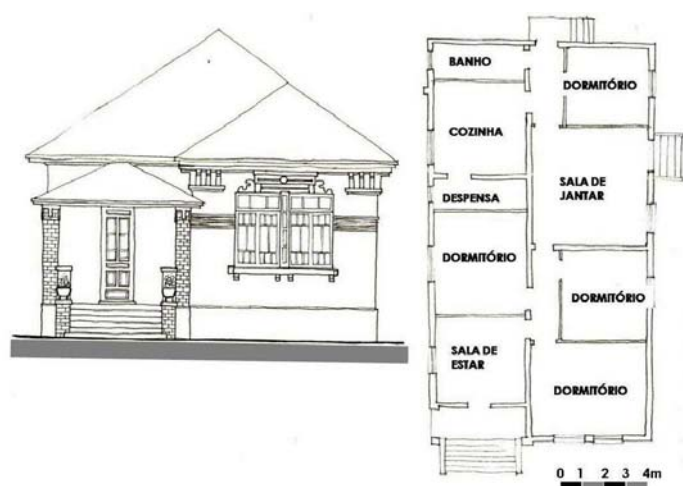 BANHO
DORMITÓRIO
COZINHA
SALA DE
JANTAR
DESPENSA
DORMITÓRIO
DORMITÓRIO
SALA DE
ESTAR
DORMITÓRIO
0 1 2 3 4m